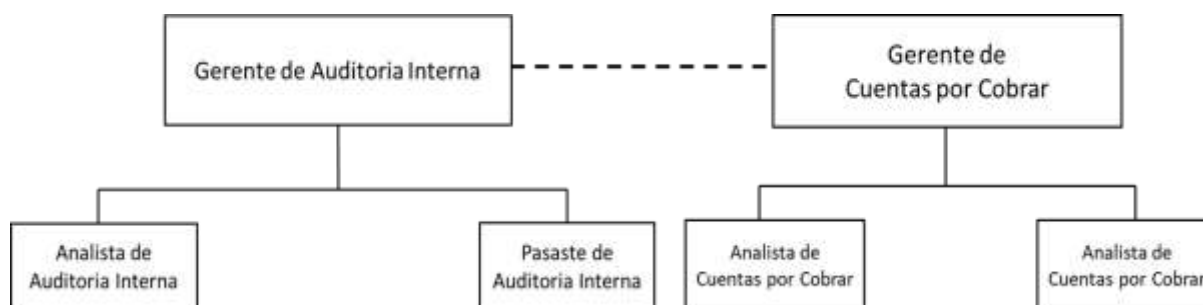 Gerente de Auditoria Interna
Gerente de
Cuentas por Cobrar
Analista de
Auditoria Interna
Pasaste de
Auditoria Interna
Analista de
Cuentas por Cobrar
Analista de
Cuentas por Cobrar